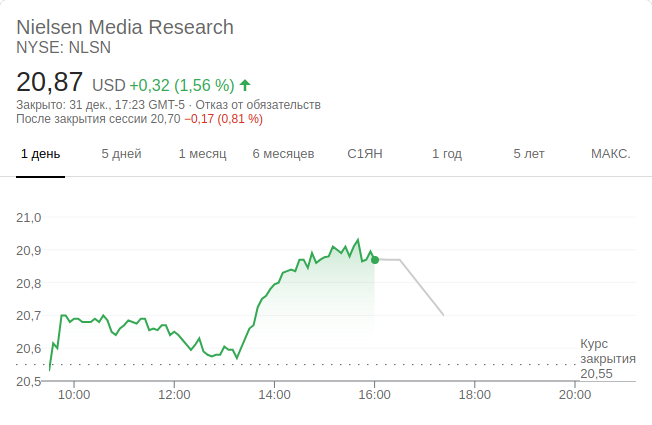 Nielsen Media Research
NYSE: NLSN
20,87 USD +0,32 (1,56 %)
Закрыто: 31 дек., 17:23 GMT-5 · Отказ от обязательств
После закрытия сессии 20,70 −0,17 (0,81 %)
1 день 5 дней 1 месяц 6 месяцев С1ЯН 1 год 5 лет МАКС.
21,0
20,9
20,8
20,7
20,6
Курс
закрытия
20,55
20,5
10:00 12:00 14:00 16:00 18:00 20:00